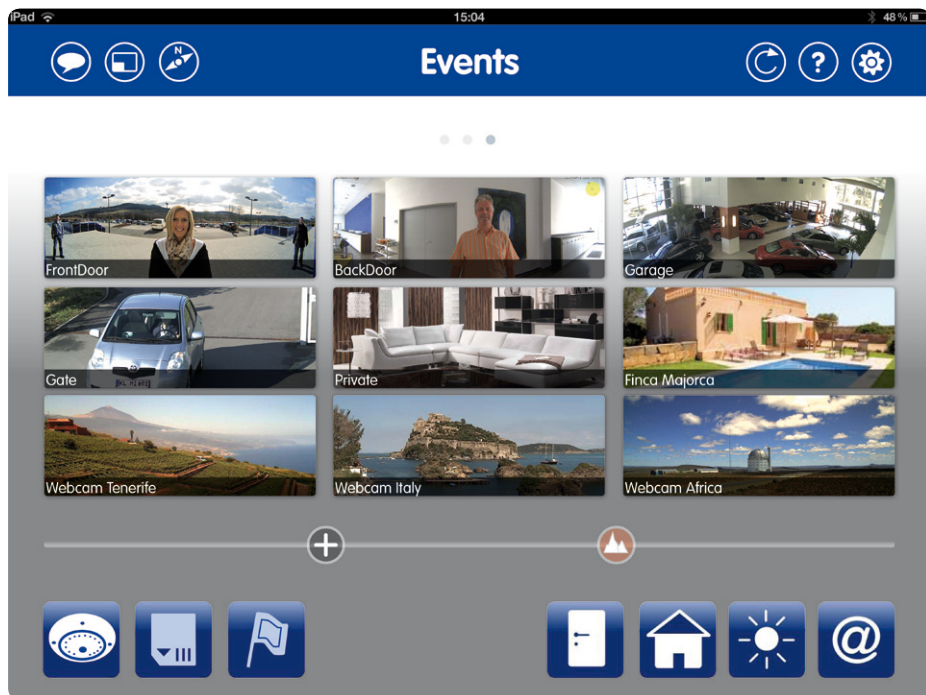 iPad 15:04 48 %
Events
FrontDoor BackDoor Garage
Gate Private Finca Majorca
Webcam Tenerife Webcam Italy Webcam Africa